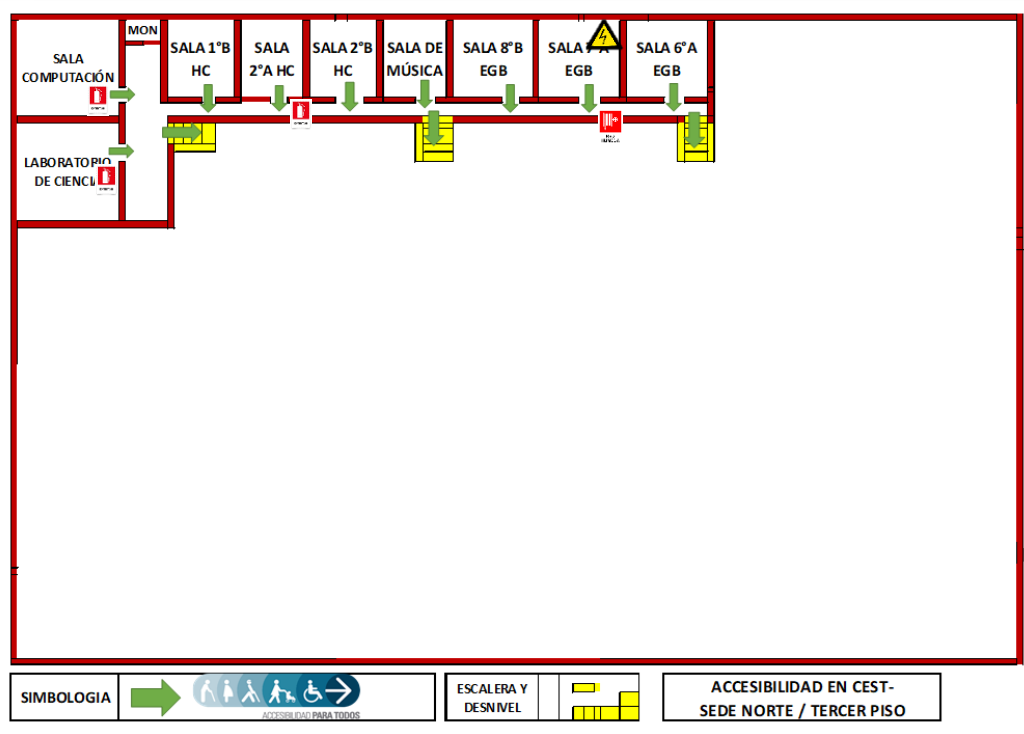 MON
SALA
COMPUTACIÓN
SALA 1°B
HC
SALA
2°A HC
SALA 2°B
HC
SALA DE
MÚSICA
SALA 8°B
EGB
SALA
EGB
SALA 6°A
EGB
LABORATORIO
DE CIENCIA
SIMBOLOGIA
ACCESIBILIDAD PARA TODOS
ESCALERA Y
DESNIVEL
ACCESIBILIDAD EN CEST-
SEDE NORTE / TERCER PISO